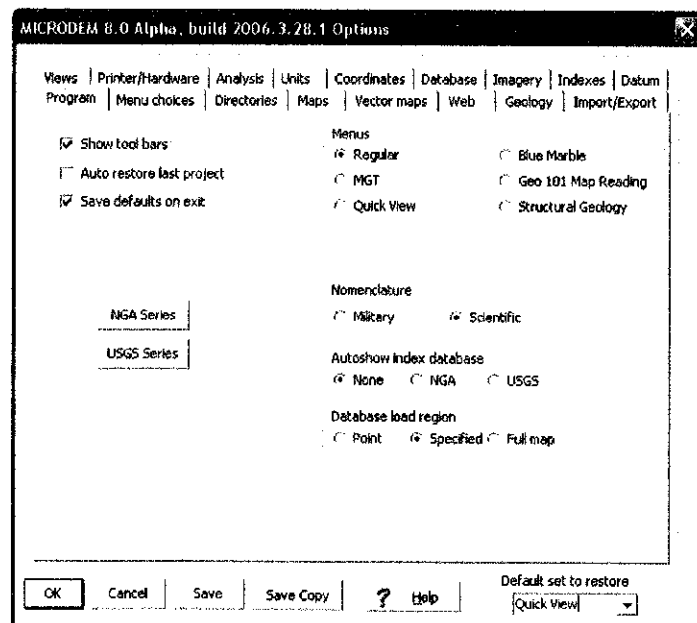 MICRODEM 8.0 Alpha, build 2006.3.28.1 Options
Views Printer/Hardware Analysis Units Coordinates Database Imagery Indexes Datum
Program Menu choices Directories Maps Vector maps Web Geology Import/Export
Show tool bars
Auto restore last project
Save defaults on exit
NGA Series
USGS Series
Menus
Regular Blue Marble
MGT Geo 101 Map Reading
Quick View Structural Geology
Nomenclature
Military Scientific
Autoshow index database
None NGA USGS
Database load region
Point Specified Full map
OK Cancel Save Save Copy ? Help
Default set to restore
Quick View